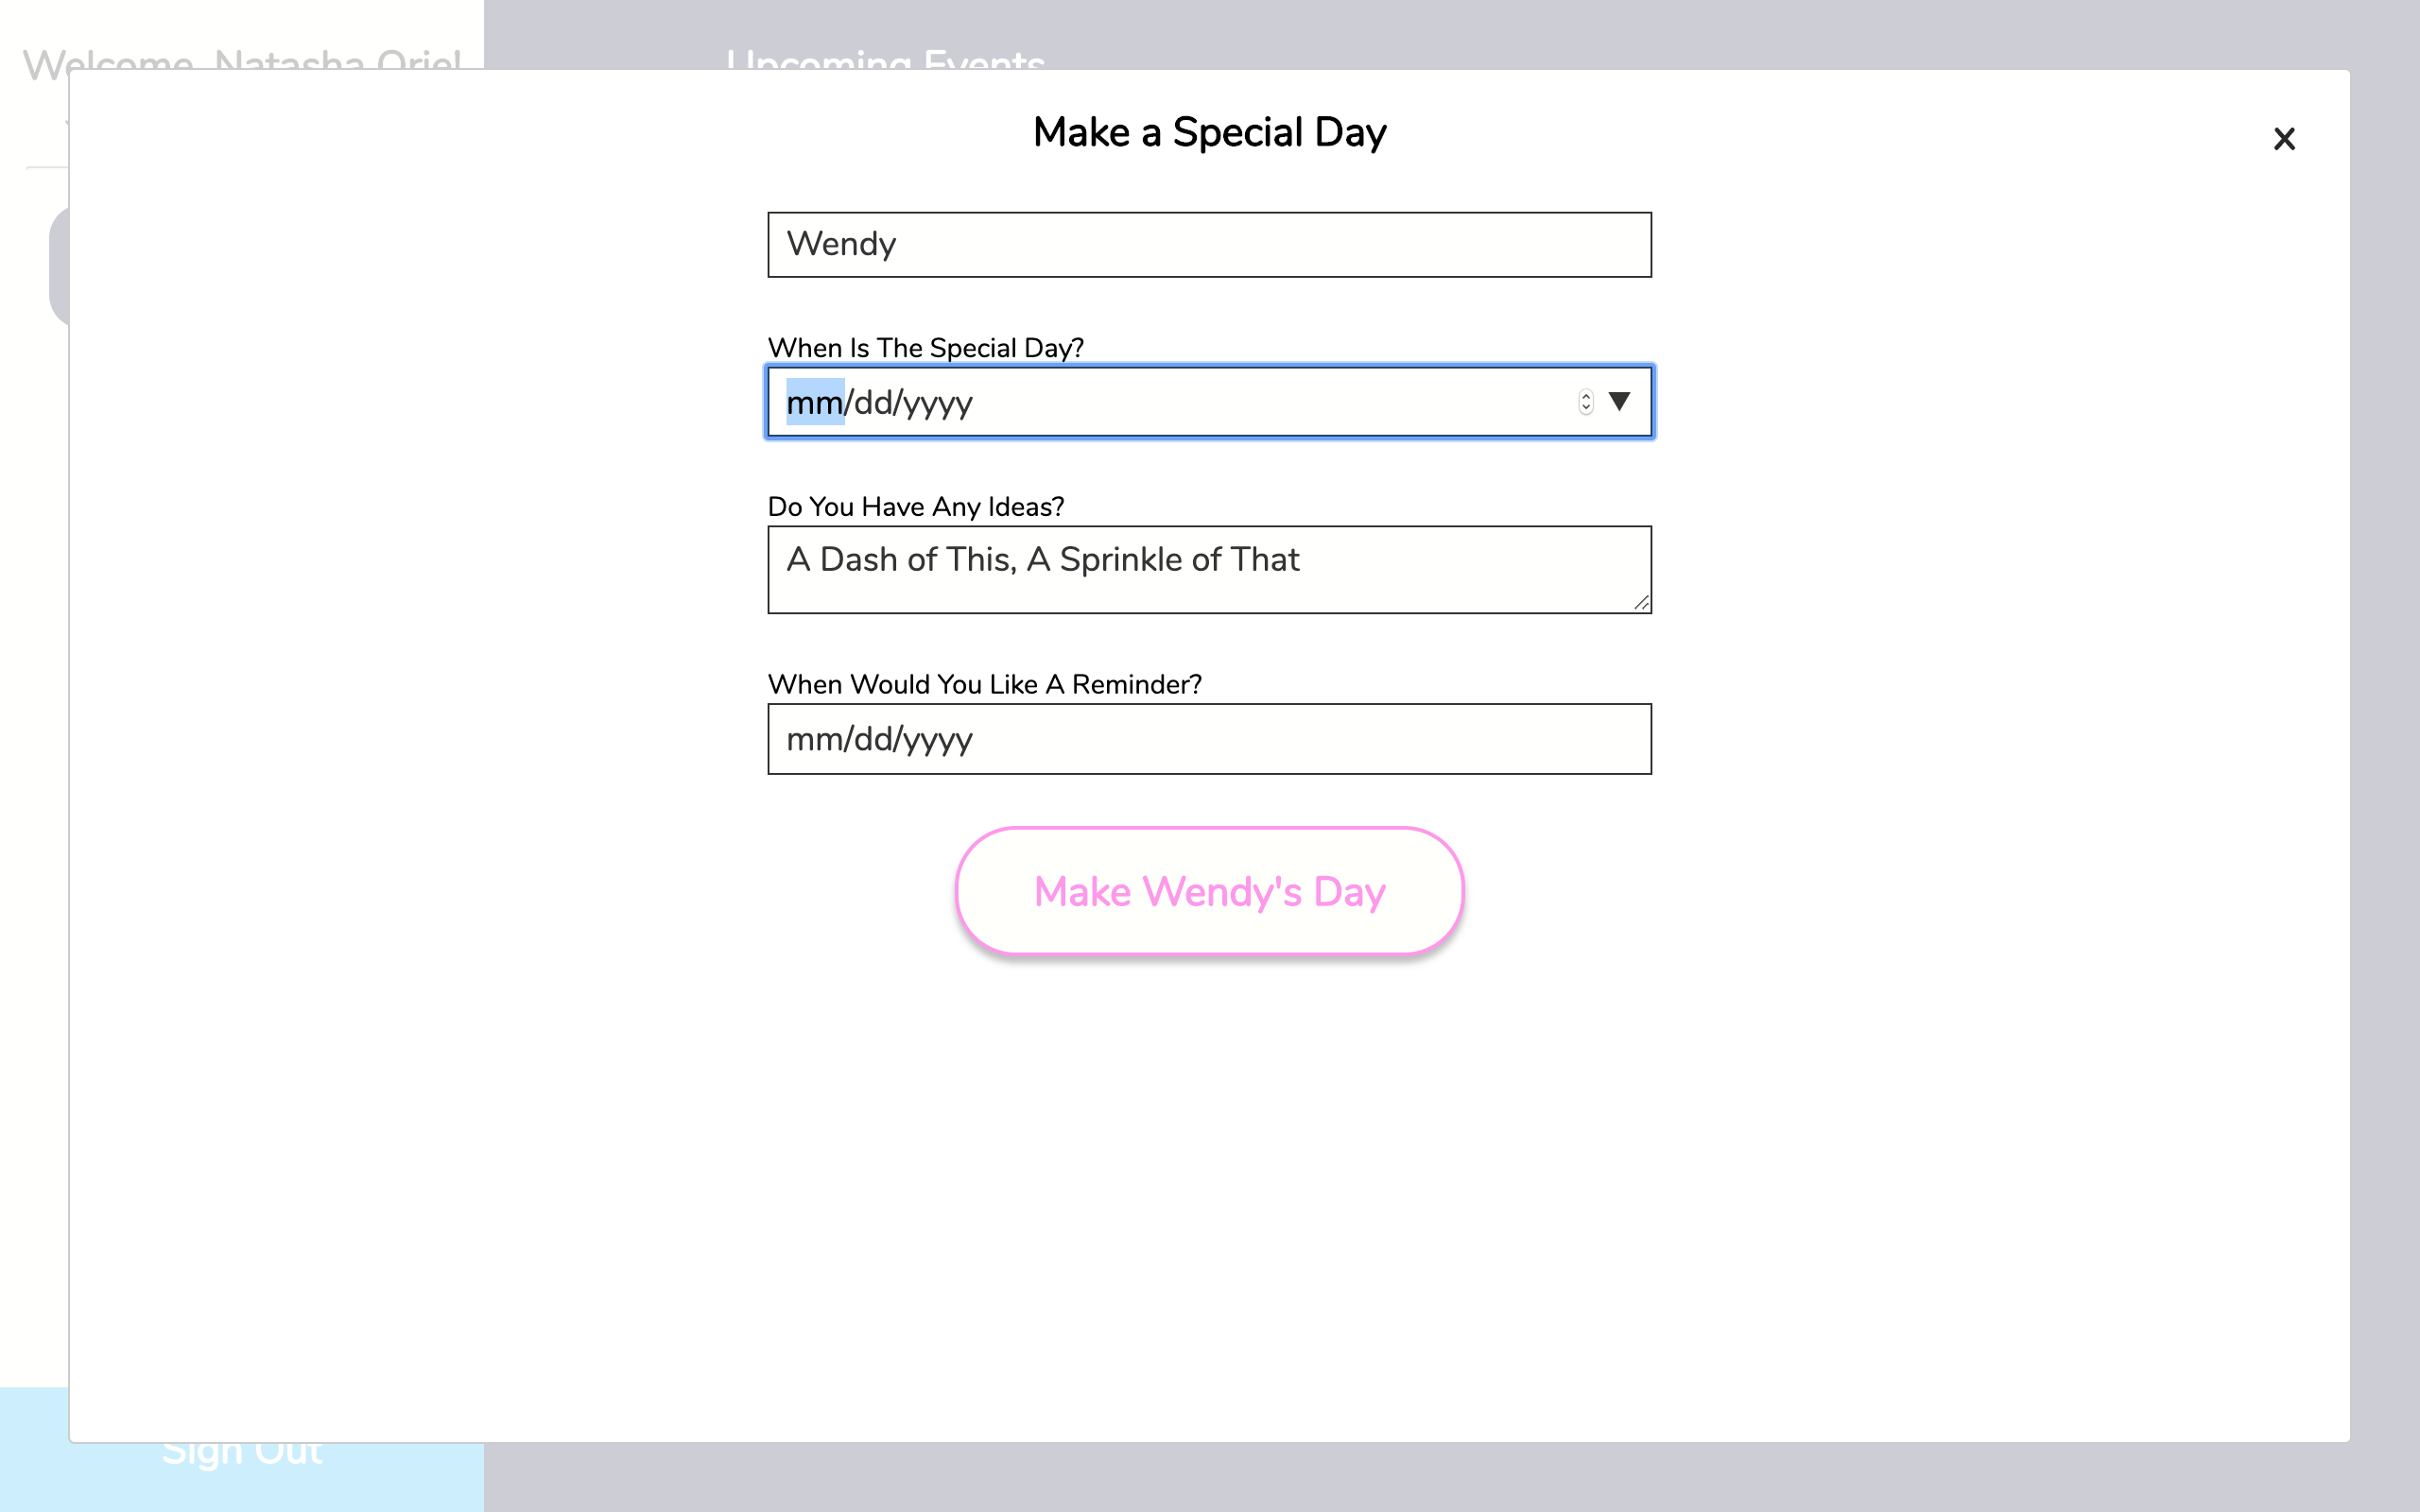 Welcome, Natasha Orie!
Upcoming Events
Make a Special Day
Wendy
When Is The Special Day?
mm/dd/yyyy
Do You Have Any Ideas?
A Dash of This, A Sprinkle of That
When Would You Like A Reminder?
mm/dd/yyyy
Make Wendy's Day
Sign Out